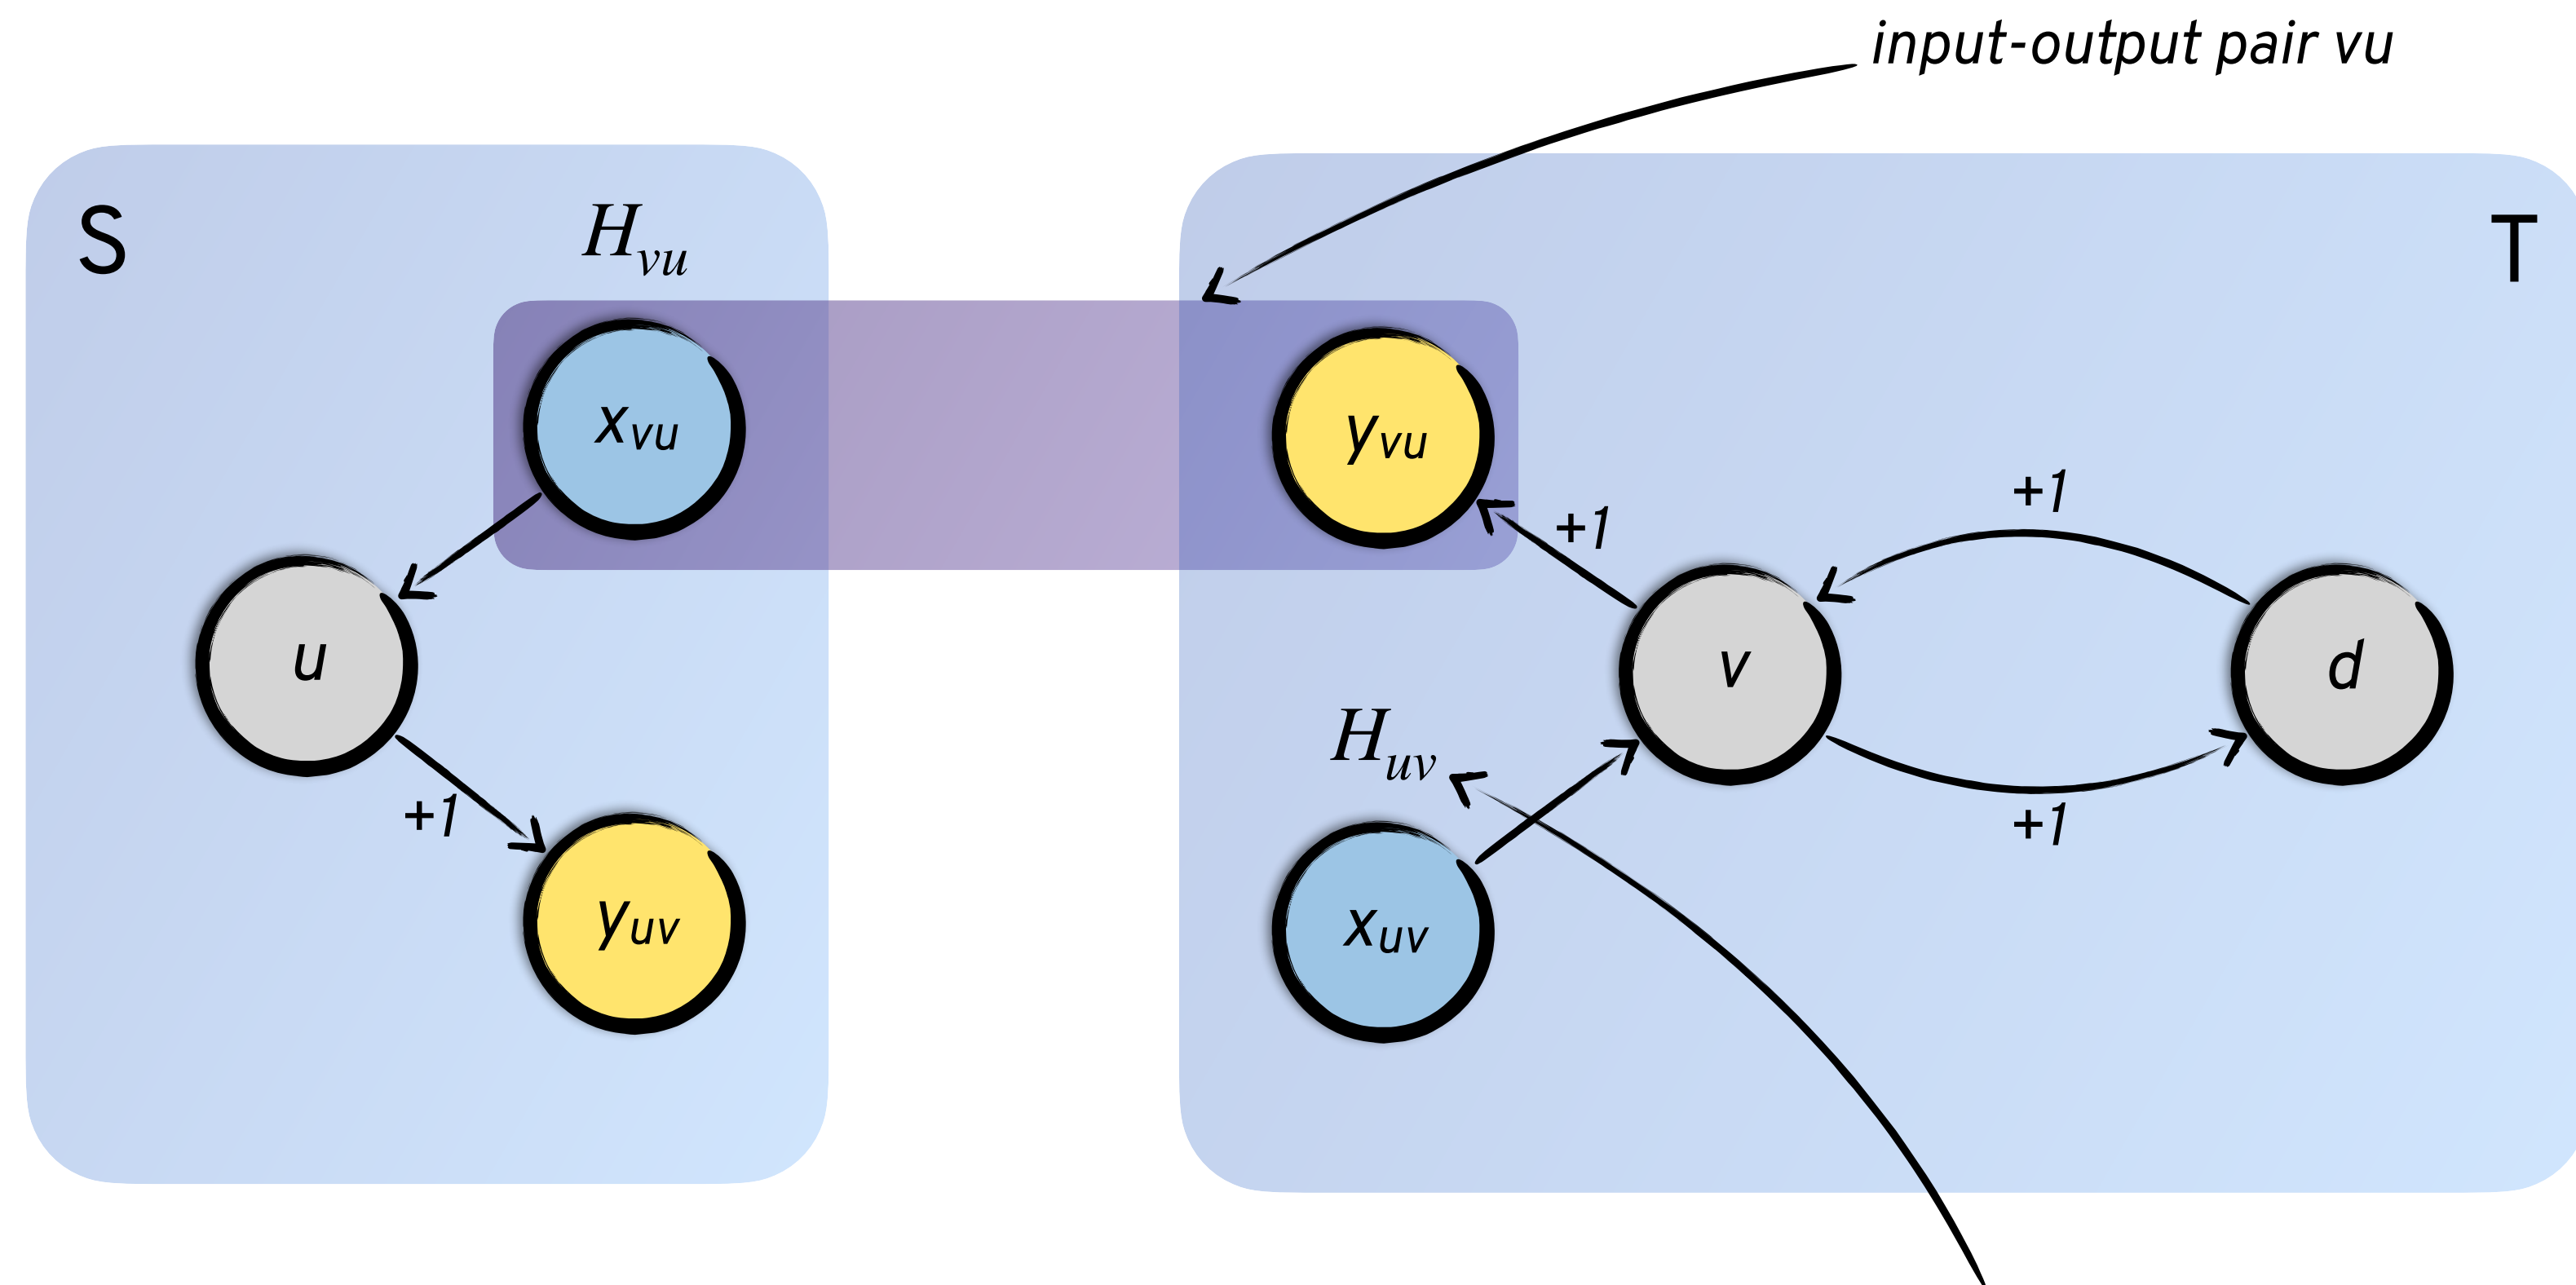 input-output pair vu
S
H_vu
T
x_vu
y_vu
+1
+1
u
v
d
H_uv
+1
+1
y_uv
x_uv